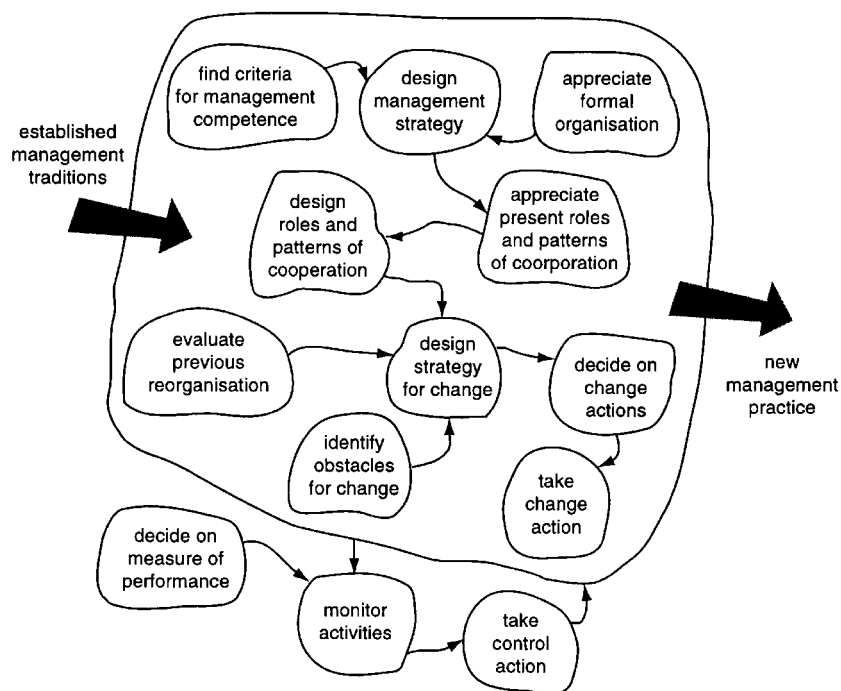 find criteria
for management
competence
design
management
strategy
appreciate
formal
organisation
established
management
traditions
design
roles and
patterns of
cooperation
appreciate
present roles
and patterns
of coorporation
evaluate
previous
reorganisation
design
strategy
for change
decide on
change
actions
new
management
practice
identify
obstacles
for change
take
change
action
decide on
measure of
performance
monitor
activities
take
control
action